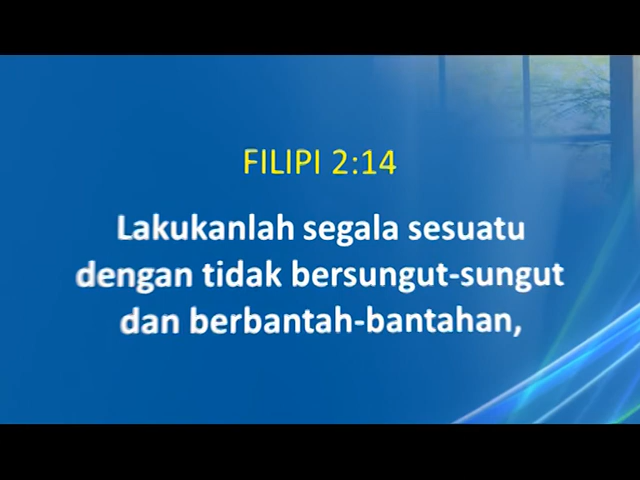 FILIPI 2:14
Lakukanlah segala sesuatu
dengan tidak bersungut-sungut
dan berbantah-bantahan,